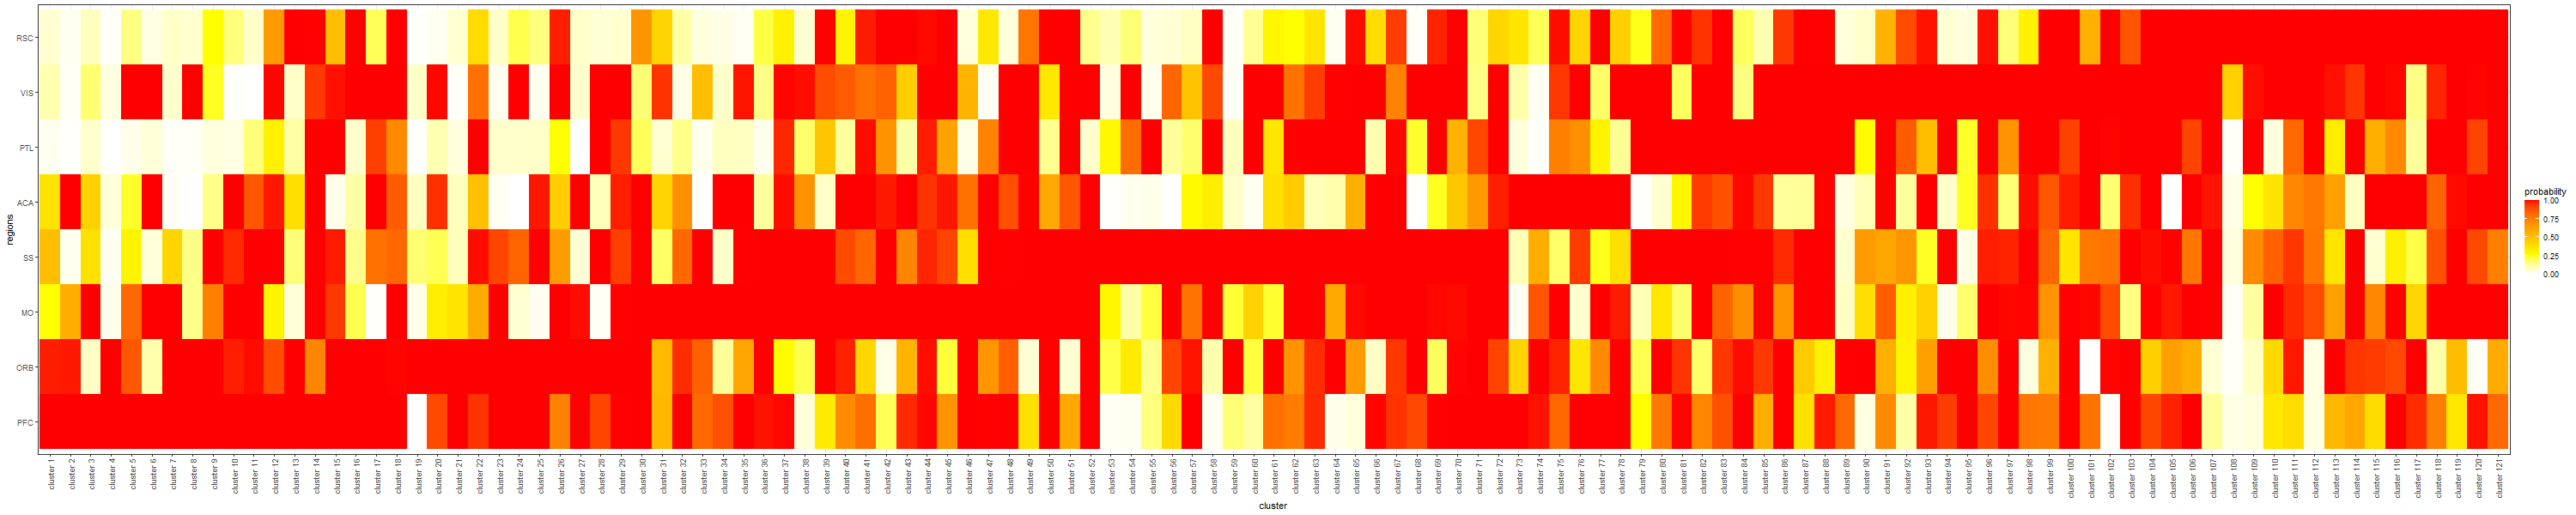 regions
RSC
VIS
PTL
ACA
SS
MO
ORB
PFC
cluster 1
cluster 2
cluster 3
cluster 4
cluster 5
cluster 6
cluster 7
cluster 8
cluster 9
cluster 10
cluster 11
cluster 12
cluster 13
cluster 14
cluster 15
cluster 16
cluster 17
cluster 18
cluster 19
cluster 20
cluster 21
cluster 22
cluster 23
cluster 24
cluster 25
cluster 26
cluster 27
cluster 28
cluster 29
cluster 30
cluster 31
cluster 32
cluster 33
cluster 34
cluster 35
cluster 36
cluster 37
cluster 38
cluster 39
cluster 40
cluster 41
cluster 42
cluster 43
cluster 44
cluster 45
cluster 46
cluster 47
cluster 48
cluster 49
cluster 50
cluster 51
cluster 52
cluster 53
cluster 54
cluster 55
cluster 56
cluster 57
cluster 58
cluster 59
cluster 60
cluster 61
cluster 62
cluster 63
cluster 64
cluster 65
cluster 66
cluster 67
cluster 68
cluster 69
cluster 70
cluster 71
cluster 72
cluster 73
cluster 74
cluster 75
cluster 76
cluster 77
cluster 78
cluster 79
cluster 80
cluster 81
cluster 82
cluster 83
cluster 84
cluster 85
cluster 86
cluster 87
cluster 88
cluster 89
cluster 90
cluster 91
cluster 92
cluster 93
cluster 94
cluster 95
cluster 96
cluster 97
cluster 98
cluster 99
cluster 100
cluster 101
cluster 102
cluster 103
cluster 104
cluster 105
cluster 106
cluster 107
cluster 108
cluster 109
cluster 110
cluster 111
cluster 112
cluster 113
cluster 114
cluster 115
cluster 116
cluster 117
cluster 118
cluster 119
cluster 120
cluster 121
cluster
probability
1.00
0.75
0.50
0.25
0.00